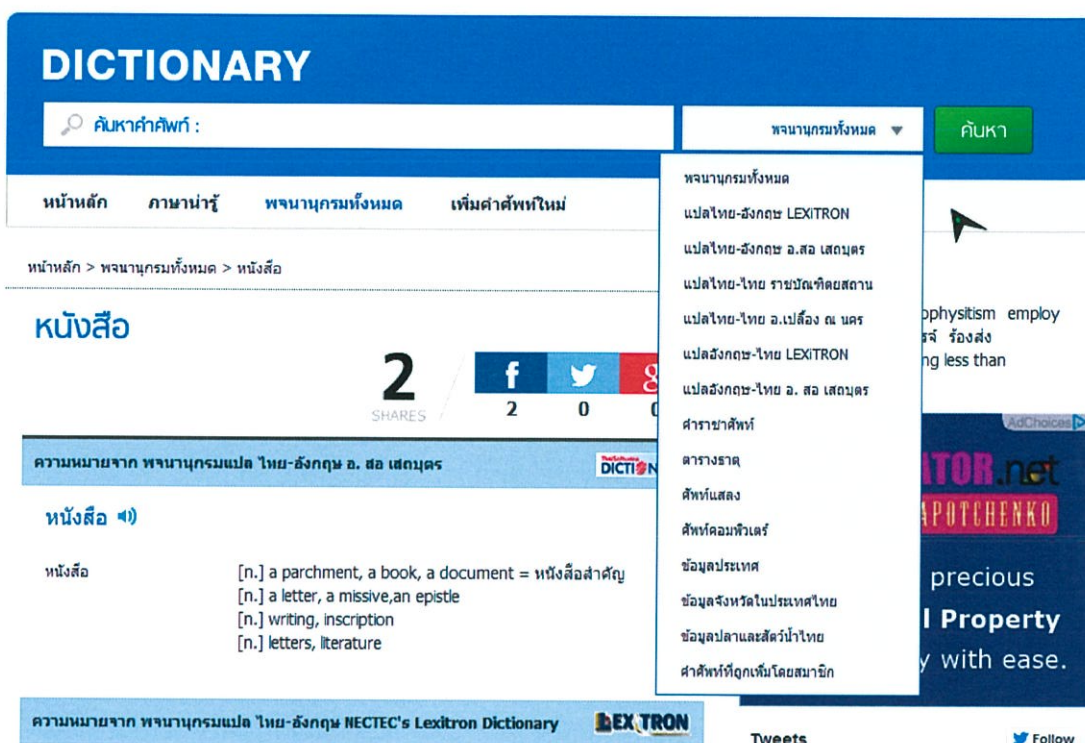 DICTIONARY
ค้นหาคำศัพท์ :
พจนานุกรมทั้งหมด
ค้นหา
หน้าหลัก ภาษาน่ารู้ พจนานุกรมทั้งหมด เพิ่มคำศัพท์ใหม่
พจนานุกรมทั้งหมด
แปลไทย-อังกฤษ LEXiTRON
แปลไทย-อังกฤษ อ.สอ เสถบุตร
แปลไทย-ไทย ราชบัณฑิตยสถาน
แปลไทย-ไทย อ.เปลื้อง ณ นคร
แปลอังกฤษ-ไทย LEXiTRON
แปลอังกฤษ-ไทย อ. สอ เสถบุตร
คำราชาศัพท์
ตารางธาตุ
ศัพท์แสลง
ศัพท์คอมพิวเตร์
ข้อมูลประเทศ
ข้อมูลจังหวัดในประเทศไทย
ข้อมูลปลาและสัตว์น้ำไทย
คำศัพท์ที่ถูกเพิ่มโดยสมาชิก
หน้าหลัก > พจนานุกรมทั้งหมด > หนังสือ
หนังสือ
2
SHARES
2 0
ความหมายจาก พจนานุกรมแปล ไทย-อังกฤษ อ. สอ เสถบุตร
หนังสือ
หนังสือ [n.] a parchment, a book, a document = หนังสือสำคัญ
[n.] a letter, a missive,an epistle
[n.] writing, inscription
[n.] letters, literature
ความหมายจาก พจนานุกรมแปล ไทย-อังกฤษ NECTEC's Lexitron Dictionary
LEXiTRON
ophysitism employ
รจ์ ร้องส่ง
ng less than
AdChoices
ATOR.net
APOTCHENKO
precious
l Property
y with ease.
Tweets Follow